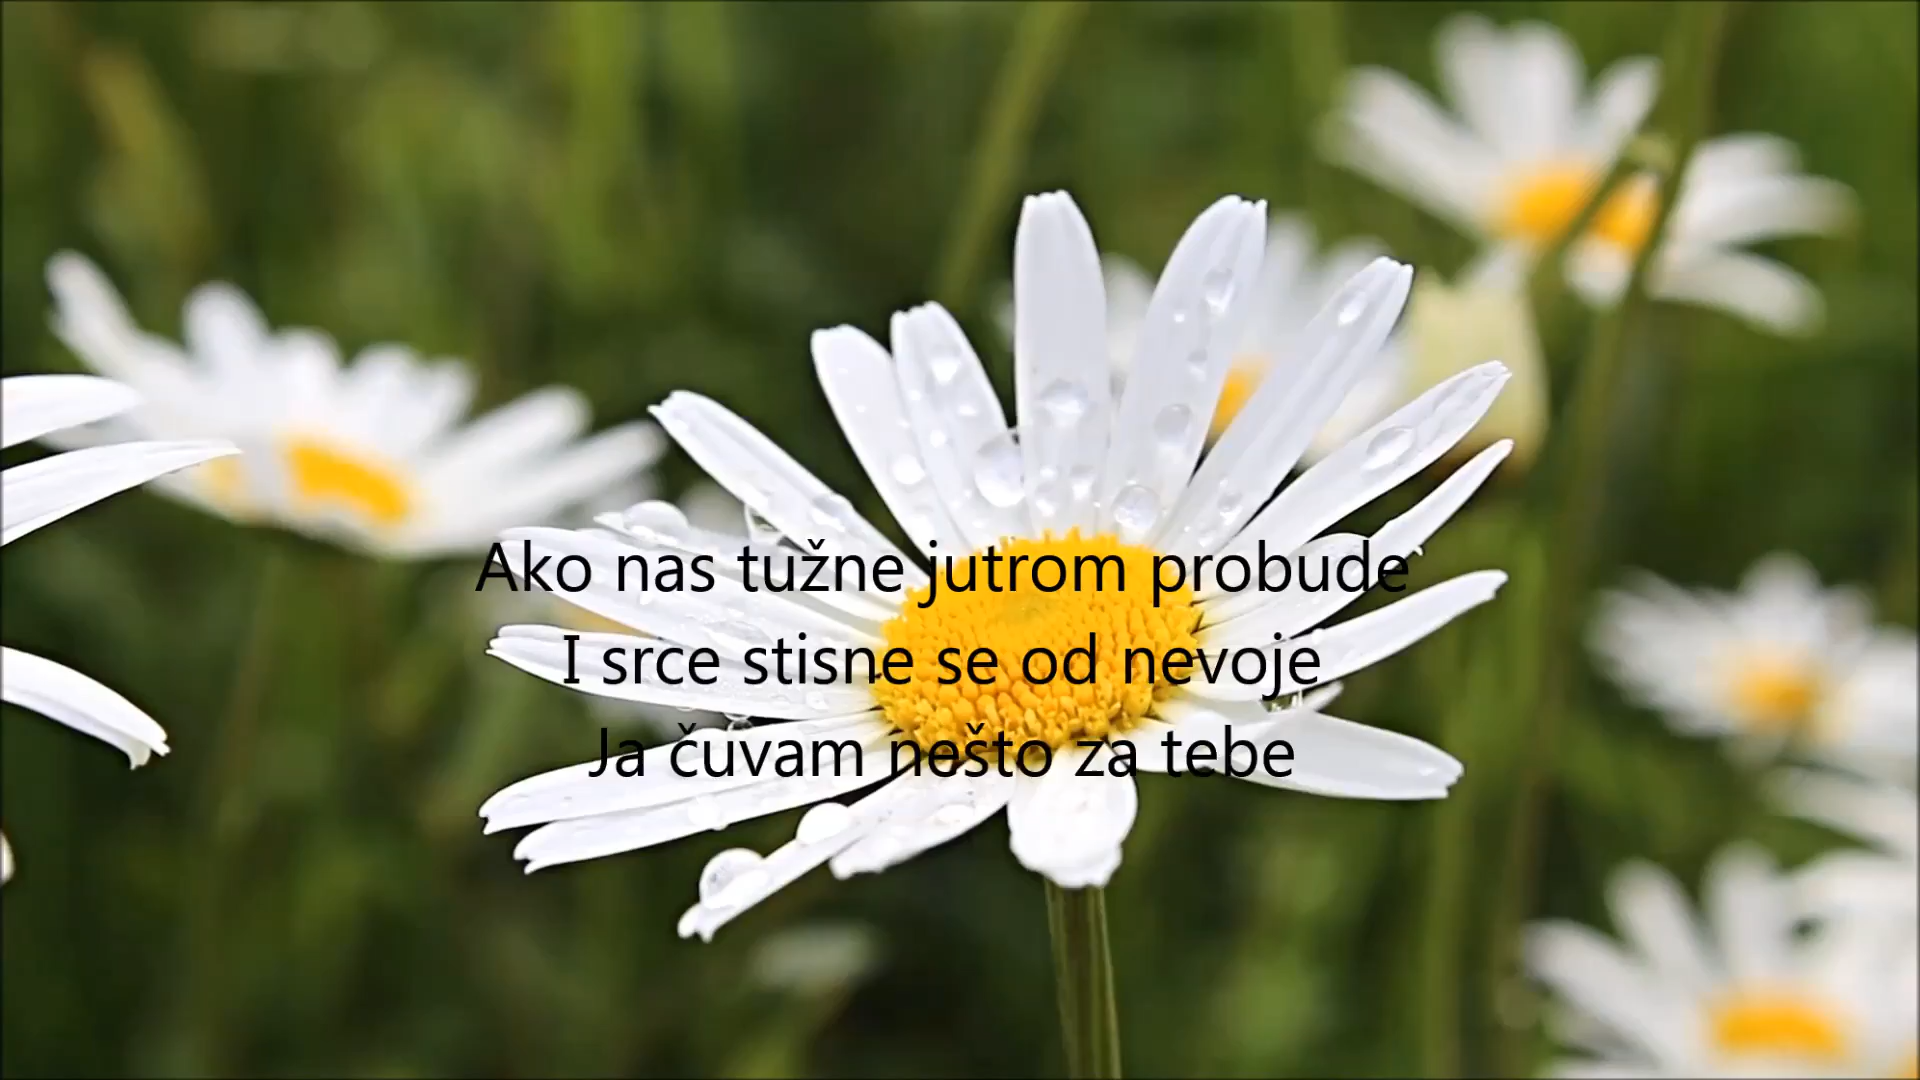 Ako nas tužne jutrom probude
I srce stisne se od nevoje
Ja čuvam nešto za tebe